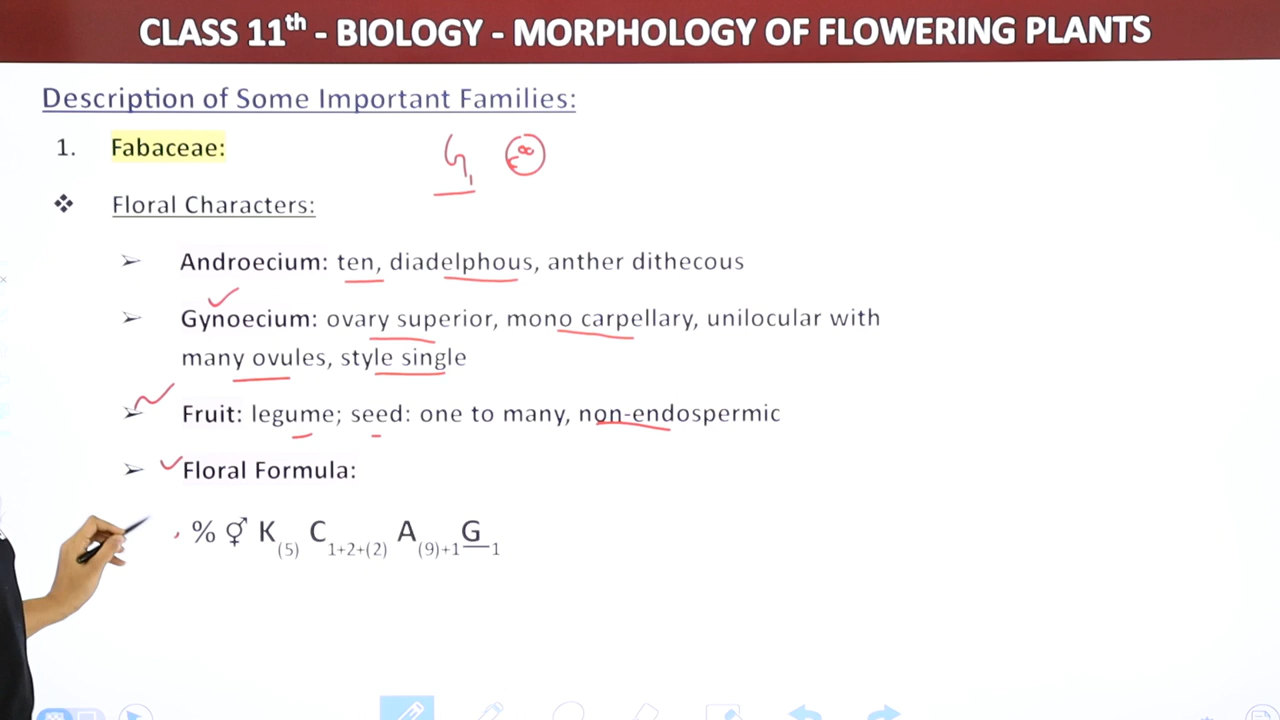 CLASS 11th - BIOLOGY - MORPHOLOGY OF FLOWERING PLANTS
Description of Some Important Families:
1. Fabaceae:
G1 ∞
❖ Floral Characters:
➢ Androecium: ten, diadelphous, anther dithecous
➢ Gynoecium: ovary superior, mono carpellary, unilocular with
many ovules, style single
➢ Fruit: legume; seed: one to many, non-endospermic
➢ Floral Formula:
% ⚥ K(5) C1+2+(2) A(9)+1 G1